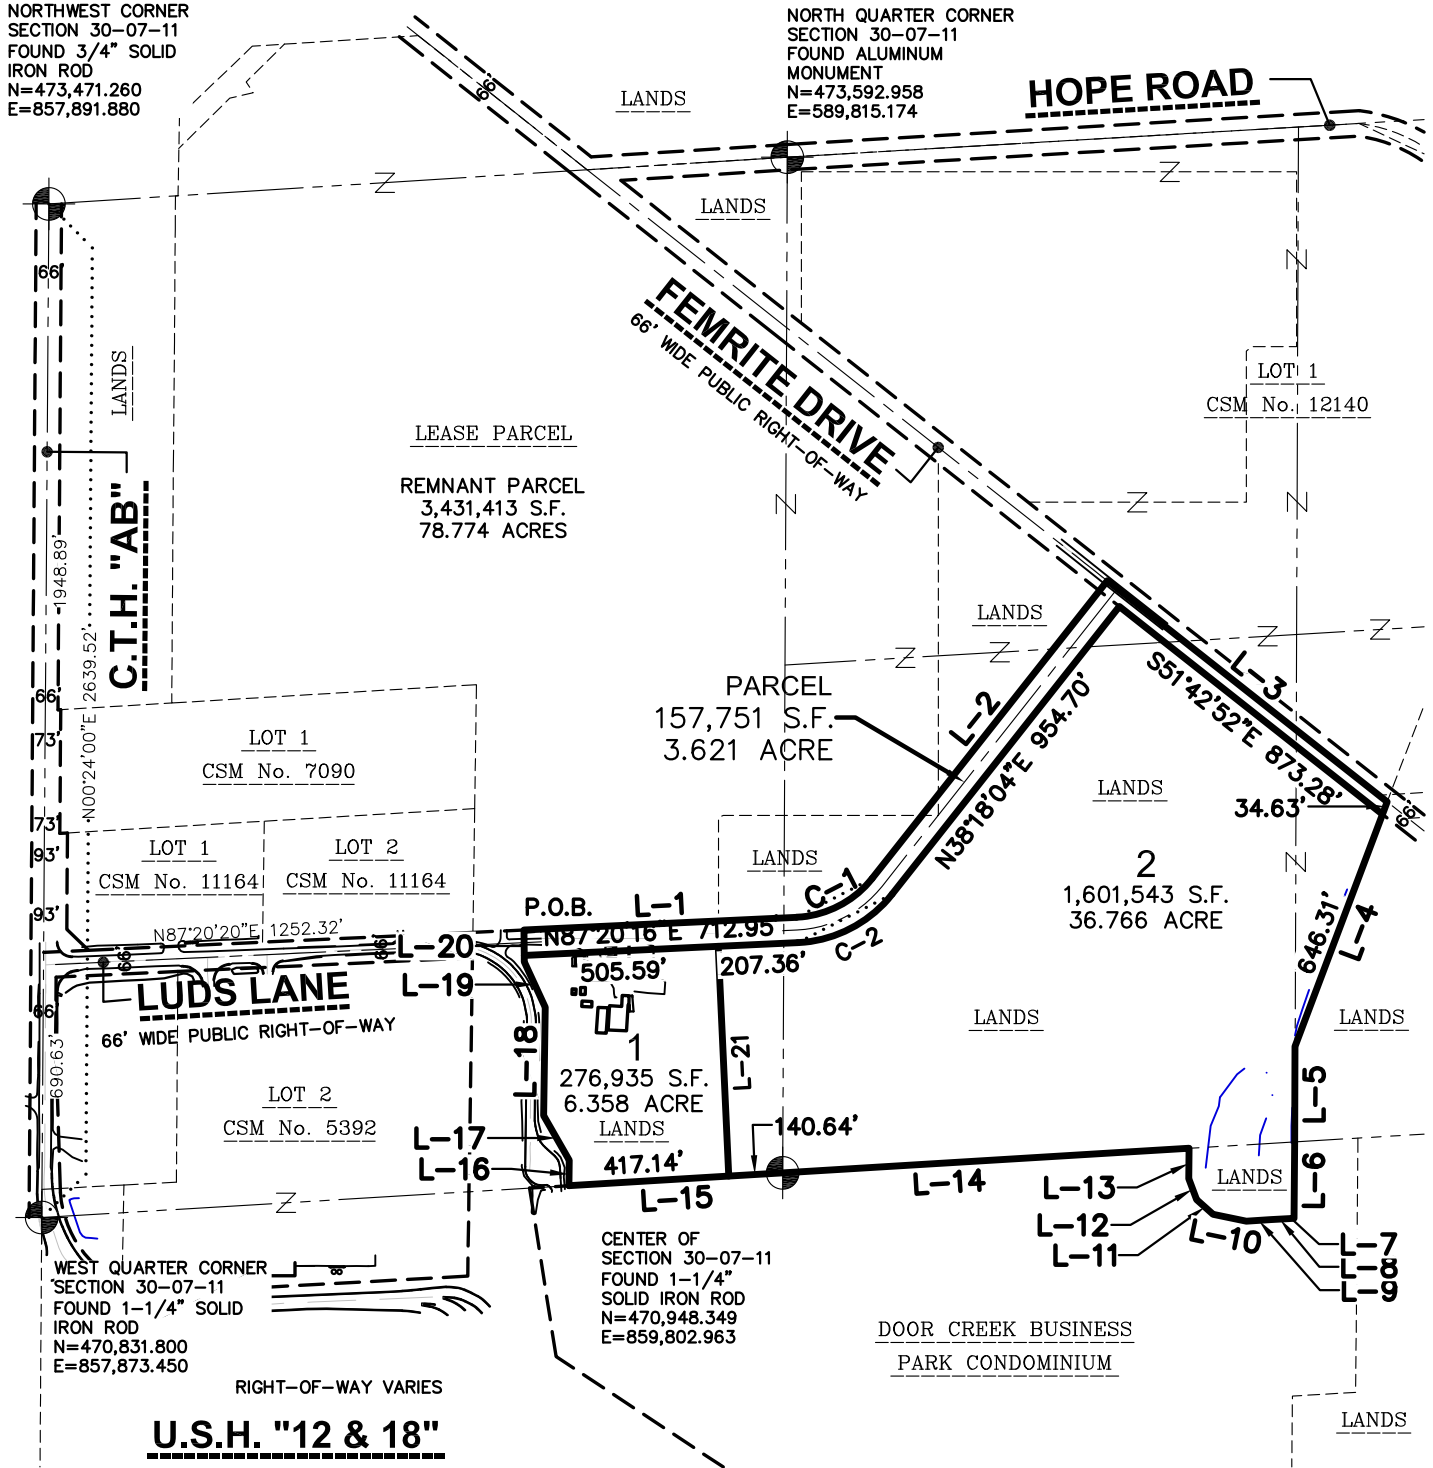 NORTHWEST CORNER
SECTION 30-07-11
FOUND 3/4" SOLID
IRON ROD
N=473,471.260
E=857,891.880
NORTH QUARTER CORNER
SECTION 30-07-11
FOUND ALUMINUM
MONUMENT
N=473,592.958
E=589,815.174
HOPE ROAD
66'
LANDS
LANDS
66'
LANDS
FEMRITE DRIVE
66' WIDE PUBLIC RIGHT-OF-WAY
LOT 1
CSM No. 12140
LEASE PARCEL
REMNANT PARCEL
3,431,413 S.F.
78.774 ACRES
C.T.H. "AB"
1948.89'
N00°24'00"E 2639.52'
LANDS
L-3
S51°42'52"E 873.28'
PARCEL
157,751 S.F.
3.621 ACRE
L-2
N38°18'04"E 954.70'
66'
73'
LOT 1
CSM No. 7090
LANDS
34.63'
66'
73'
93'
LOT 1
CSM No. 11164
LOT 2
CSM No. 11164
LANDS
2
1,601,543 S.F.
36.766 ACRE
C-1
C-2
93'
P.O.B.
L-1
N87°20'16"E 712.95'
N87°20'20"E 1252.32'
66'
66'
L-20
L-19
505.59'
207.36'
646.31'
L-4
LUDS LANE
66' WIDE PUBLIC RIGHT-OF-WAY
66'
690.63'
LANDS
LANDS
L-18
1
276,935 S.F.
6.358 ACRE
LANDS
L-21
L-5
LOT 2
CSM No. 5392
L-17
L-16
417.14'
140.64'
L-15
L-14
L-13
L-12
L-11
L-10
LANDS
L-6
L-7
L-8
L-9
WEST QUARTER CORNER
SECTION 30-07-11
FOUND 1-1/4" SOLID
IRON ROD
N=470,831.800
E=857,873.450
CENTER OF
SECTION 30-07-11
FOUND 1-1/4"
SOLID IRON ROD
N=470,948.349
E=859,802.963
DOOR CREEK BUSINESS
PARK CONDOMINIUM
RIGHT-OF-WAY VARIES
U.S.H. "12 & 18"
LANDS